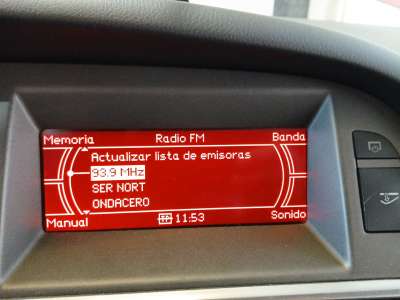 Memoria Radio FM Banda
Actualizar lista de emisoras
93.9 MHz
SER NORT
ONDACERO
Manual 11:53 Sonido